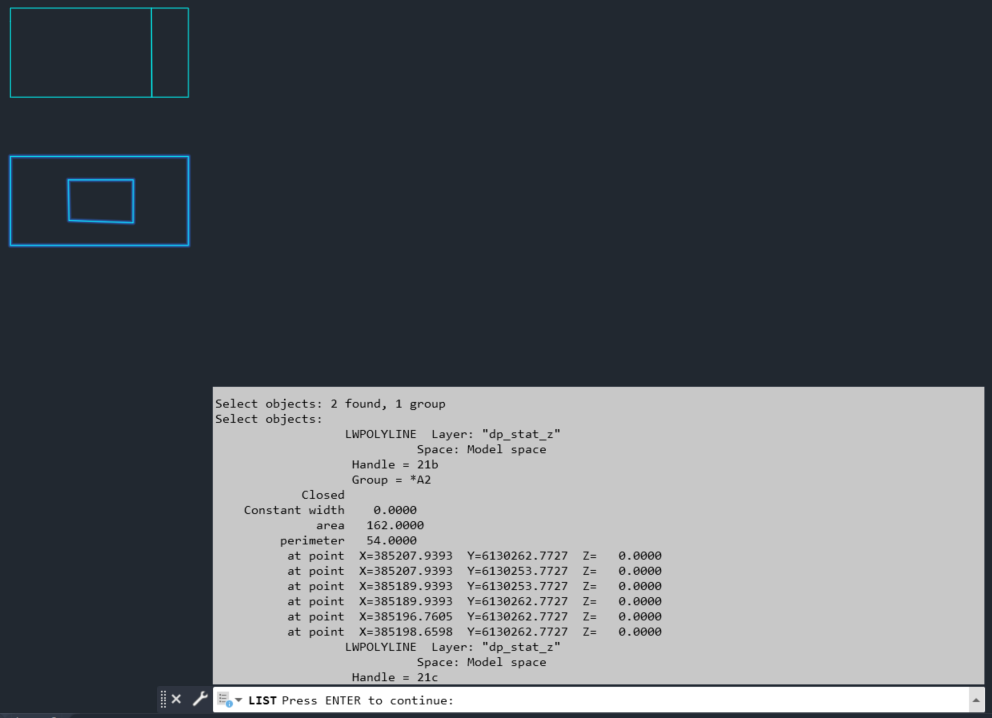 Select objects: 2 found, 1 group
Select objects:
LWPOLYLINE  Layer: "dp_stat_z"
Space: Model space
Handle = 21b
Group = *A2
Closed
Constant width    0.0000
area   162.0000
perimeter   54.0000
at point  X=385207.9393  Y=6130262.7727  Z=   0.0000
at point  X=385207.9393  Y=6130253.7727  Z=   0.0000
at point  X=385189.9393  Y=6130253.7727  Z=   0.0000
at point  X=385189.9393  Y=6130262.7727  Z=   0.0000
at point  X=385196.7605  Y=6130262.7727  Z=   0.0000
at point  X=385198.6598  Y=6130262.7727  Z=   0.0000
LWPOLYLINE  Layer: "dp_stat_z"
Space: Model space
Handle = 21c
LIST Press ENTER to continue: